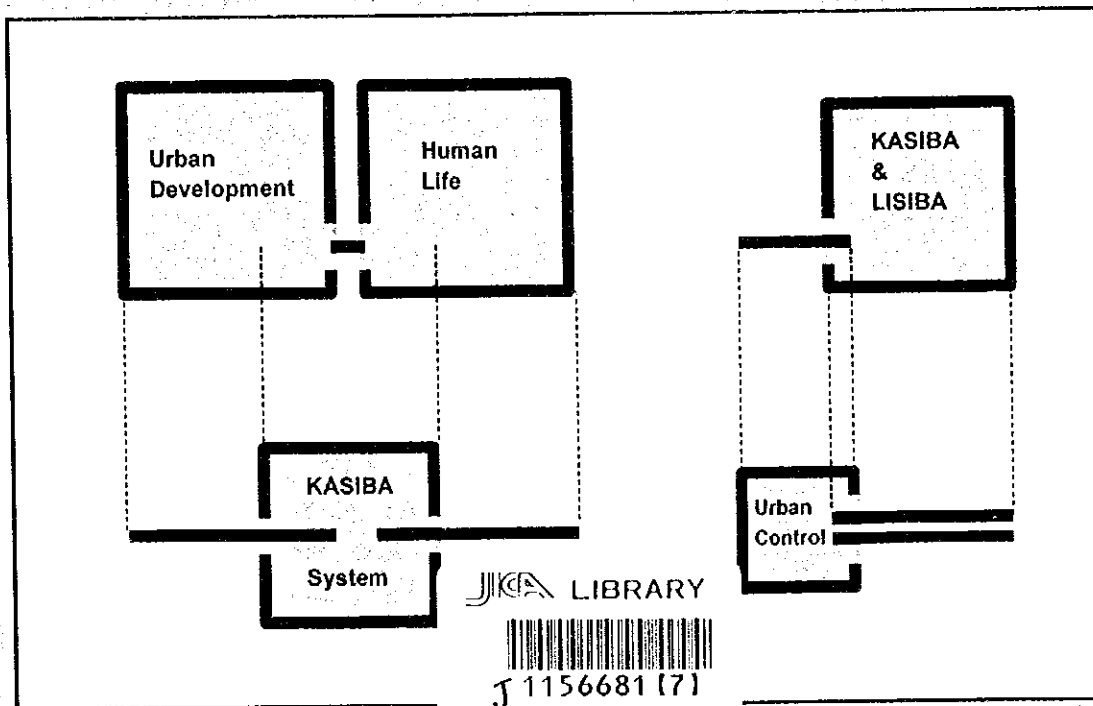 Urban
Development
Human
Life
KASIBA
&
LISIBA
KASIBA
System
Urban
Control
JICA LIBRARY
J 1156681 (7)